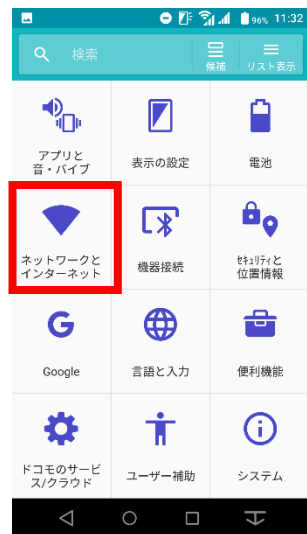 96% 11:32
検索
候補
リスト表示
アプリと
音・バイブ
表示の設定
電池
ネットワークと
インターネット
機器接続
ｾｷｭﾘﾃｨと
位置情報
Google
言語と入力
便利機能
ドコモのサービ
ス/クラウド
ユーザー補助
システム